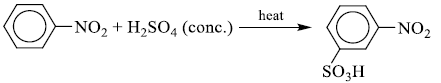 heat
NO₂ + H₂SO₄ (conc.)
NO₂
SO₃H